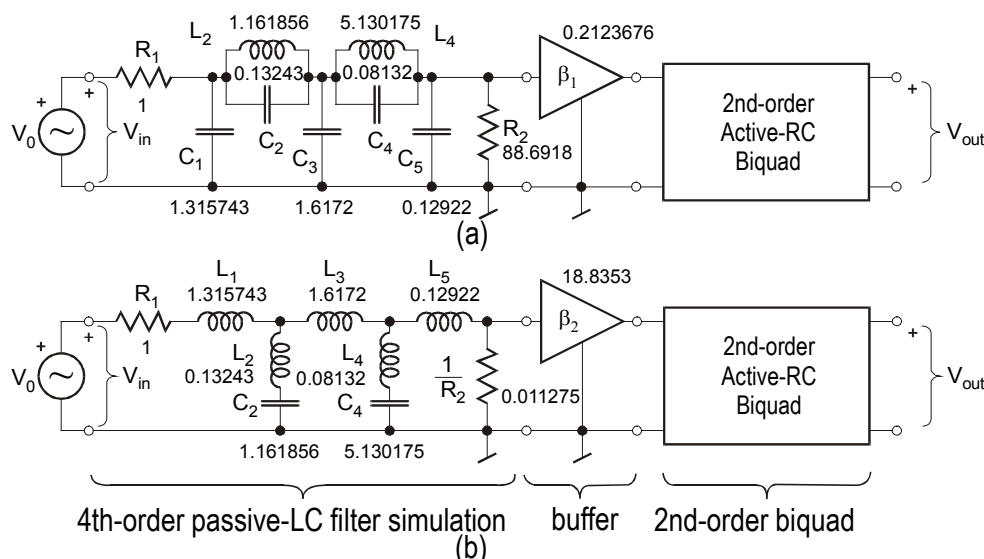 1.161856 5.130175
L2 L4 0.2123676
R1 0.13243 0.08132
+ + β1 2nd-order +
V0 1 Vin C2 C4 R2 Active-RC Vout
C1 C3 C5 88.6918 Biquad
1.315743 1.6172 0.12922
(a)
L1 L3 L5 18.8353
R1 1.315743 1.6172 0.12922
+ + β2 +
V0 1 Vin L2 L4 1/R2 2nd-order Vout
0.13243 0.08132 0.011275 Active-RC
C2 C4 Biquad
1.161856 5.130175
4th-order passive-LC filter simulation buffer 2nd-order biquad
(b)